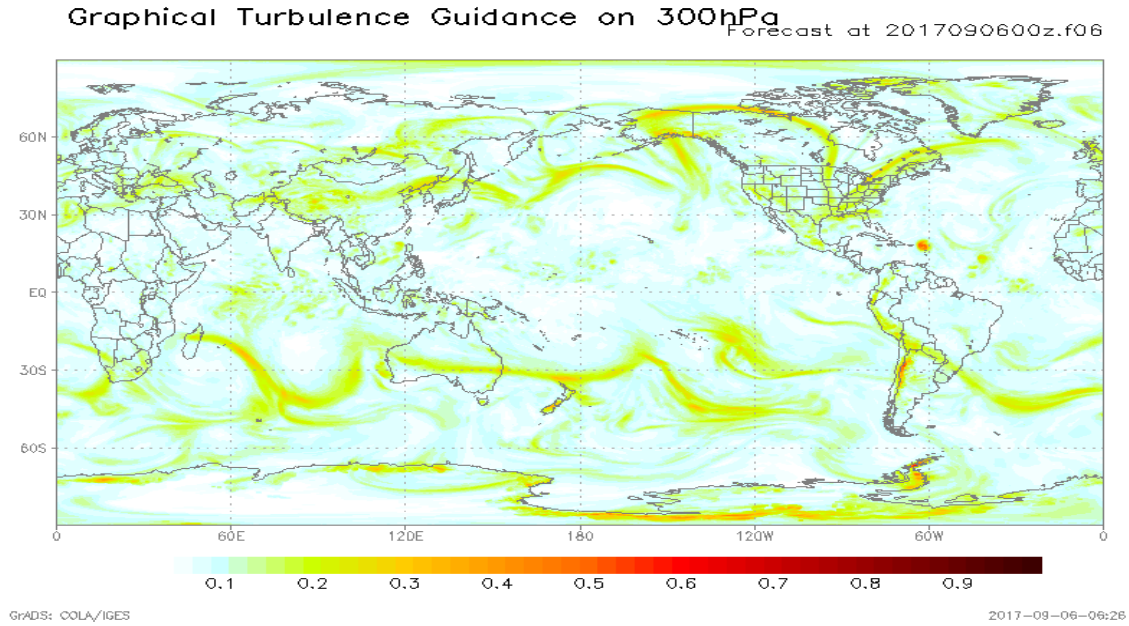 Graphical Turbulence Guidance on 300hPa
Forecast at 2017090600z.f06
60N
30N
EQ
30S
60S
0 60E 120E 180 120W 60W 0
0.1 0.2 0.3 0.4 0.5 0.6 0.7 0.8 0.9
GrADS: COLA/IGES 2017-09-06-06:26